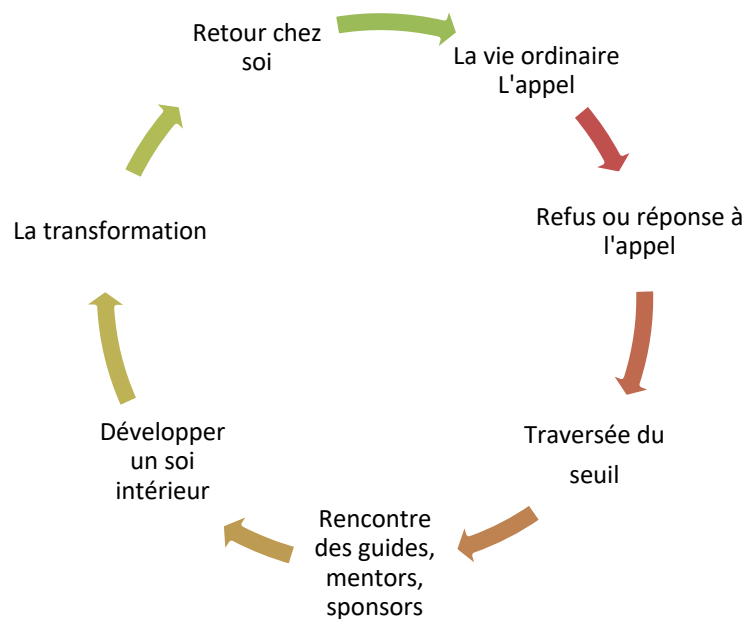 Retour chez
soi
La vie ordinaire
L'appel
Refus ou réponse à
l'appel
Traversée du
seuil
Rencontre
des guides,
mentors,
sponsors
Développer
un soi
intérieur
La transformation